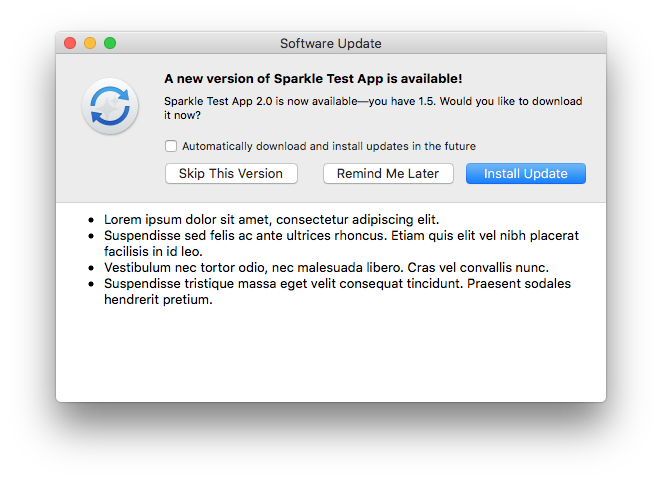 Software Update
A new version of Sparkle Test App is available!
Sparkle Test App 2.0 is now available—you have 1.5. Would you like to download
it now?
Automatically download and install updates in the future
Skip This Version
Remind Me Later
Install Update
• Lorem ipsum dolor sit amet, consectetur adipiscing elit.
• Suspendisse sed felis ac ante ultrices rhoncus. Etiam quis elit vel nibh placerat
facilisis in id leo.
• Vestibulum nec tortor odio, nec malesuada libero. Cras vel convallis nunc.
• Suspendisse tristique massa eget velit consequat tincidunt. Praesent sodales
hendrerit pretium.